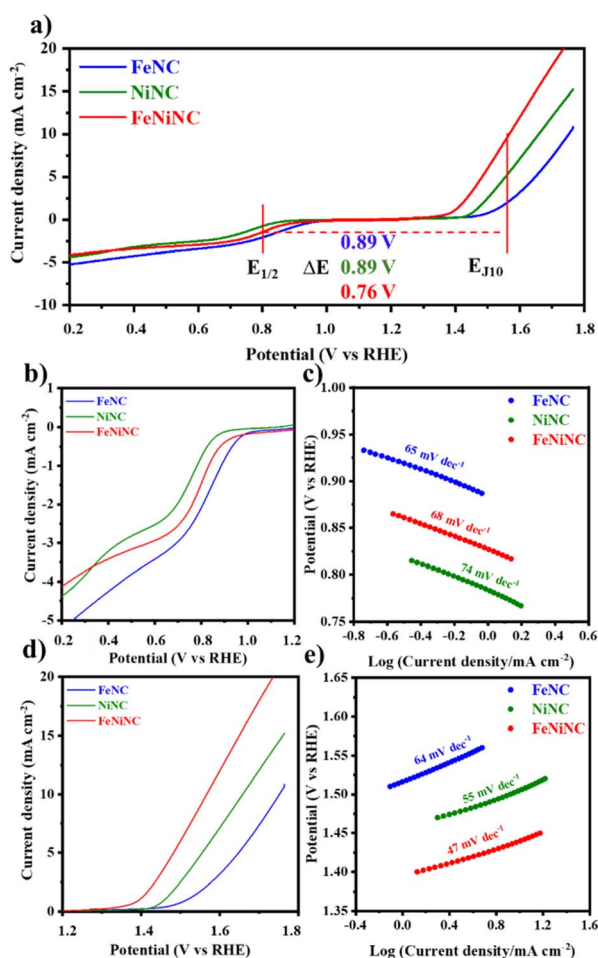 a)
20
15
10
5
0
-5
-10
Current density (mA cm⁻²)
FeNC
NiNC
FeNiNC
E1/2
ΔE
0.89 V
0.89 V
0.76 V
EJ10
0.2 0.4 0.6 0.8 1.0 1.2 1.4 1.6 1.8
Potential (V vs RHE)
b)
1
0
-1
-2
-3
-4
-5
Current density (mA cm⁻²)
FeNC
NiNC
FeNiNC
0.2 0.4 0.6 0.8 1.0 1.2
Potential (V vs RHE)
c)
1.00
0.95
0.90
0.85
0.80
0.75
Potential (V vs RHE)
FeNC
NiNC
FeNiNC
65 mV dec⁻¹
68 mV dec⁻¹
74 mV dec⁻¹
-0.8 -0.4 0.0 0.4 0.8
Log (Current density/mA cm⁻²)
d)
20
15
10
5
0
Current density (mA cm⁻²)
FeNC
NiNC
FeNiNC
1.2 1.4 1.6 1.8
Potential (V vs RHE)
e)
1.65
1.60
1.55
1.50
1.45
1.40
1.35
Potential (V vs RHE)
FeNC
NiNC
FeNiNC
64 mV dec⁻¹
55 mV dec⁻¹
47 mV dec⁻¹
0.0 0.4 0.8 1.2 1.6
Log (Current density/mA cm⁻²)